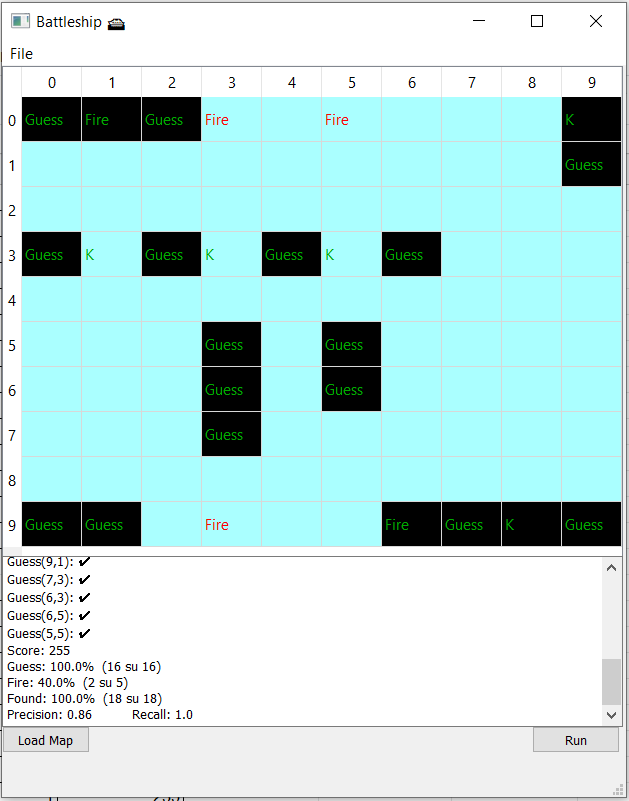 Battleship
File
0 1 2 3 4 5 6 7 8 9
0 Guess Fire Guess Fire Fire K
1 Guess
2
3 Guess K Guess K Guess K Guess
4
5 Guess Guess
6 Guess Guess
7 Guess
8
9 Guess Guess Fire Fire Guess K Guess
Guess(9,1): ✔
Guess(7,3): ✔
Guess(6,3): ✔
Guess(6,5): ✔
Guess(5,5): ✔
Score: 255
Guess: 100.0% (16 su 16)
Fire: 40.0% (2 su 5)
Found: 100.0% (18 su 18)
Precision: 0.86 Recall: 1.0
Load Map Run